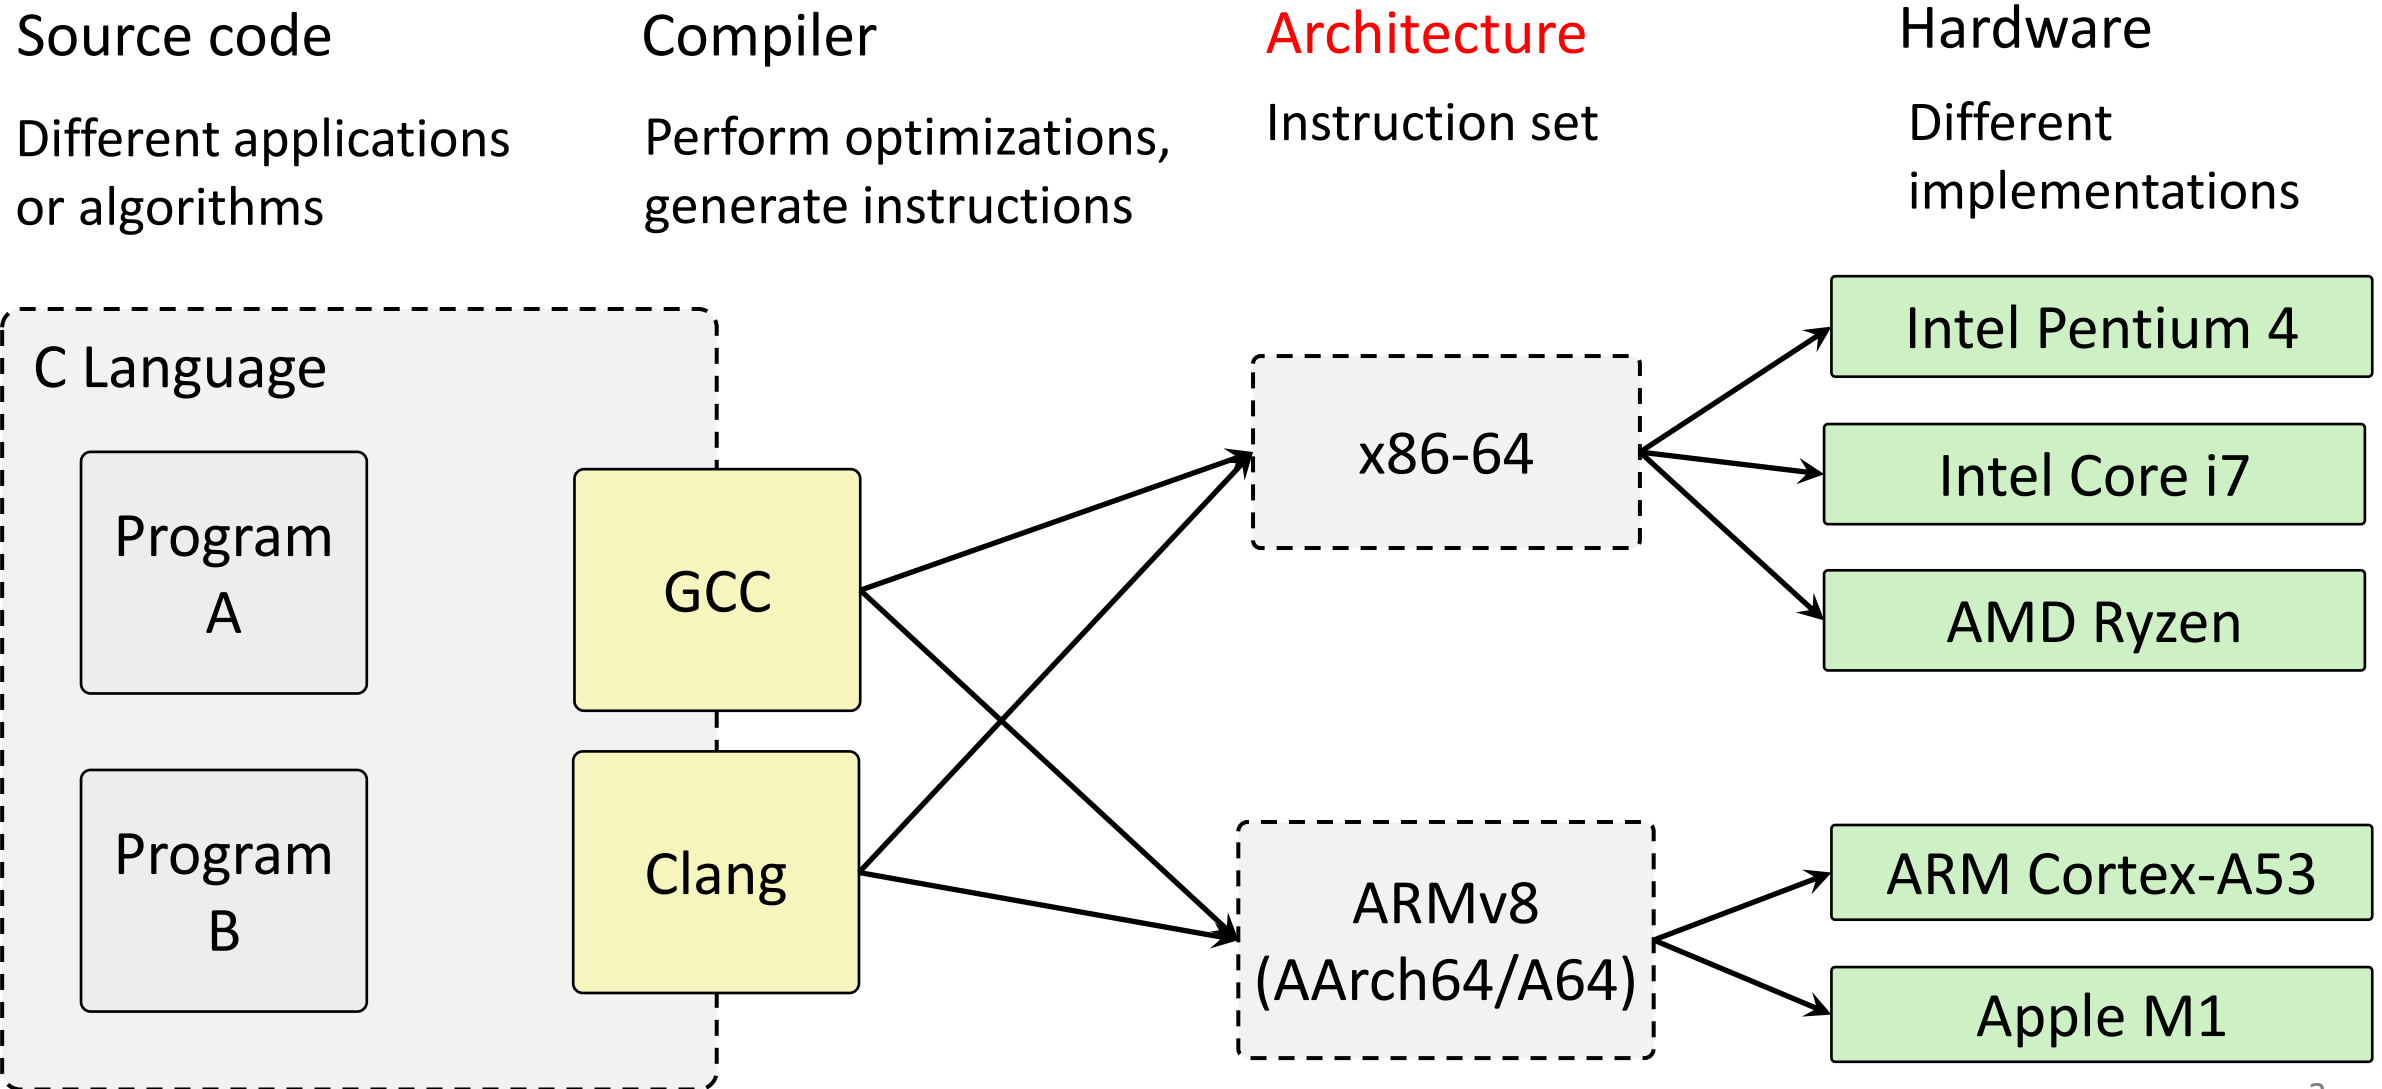 Source code
Different applications
or algorithms
Compiler
Perform optimizations,
generate instructions
Architecture
Instruction set
Hardware
Different
implementations
C Language
Program
A
Program
B
GCC
Clang
x86-64
ARMv8
(AArch64/A64)
Intel Pentium 4
Intel Core i7
AMD Ryzen
ARM Cortex-A53
Apple M1